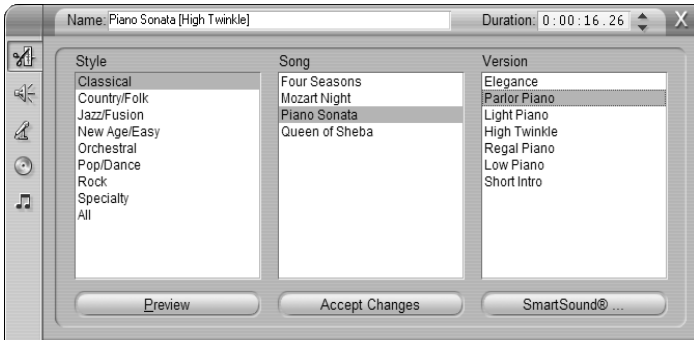 Name: Piano Sonata [High Twinkle] Duration: 0:00:16.26 X
Style
Classical
Country/Folk
Jazz/Fusion
New Age/Easy
Orchestral
Pop/Dance
Rock
Specialty
All
Song
Four Seasons
Mozart Night
Piano Sonata
Queen of Sheba
Version
Elegance
Parlor Piano
Light Piano
High Twinkle
Regal Piano
Low Piano
Short Intro
Preview
Accept Changes
SmartSound® ...